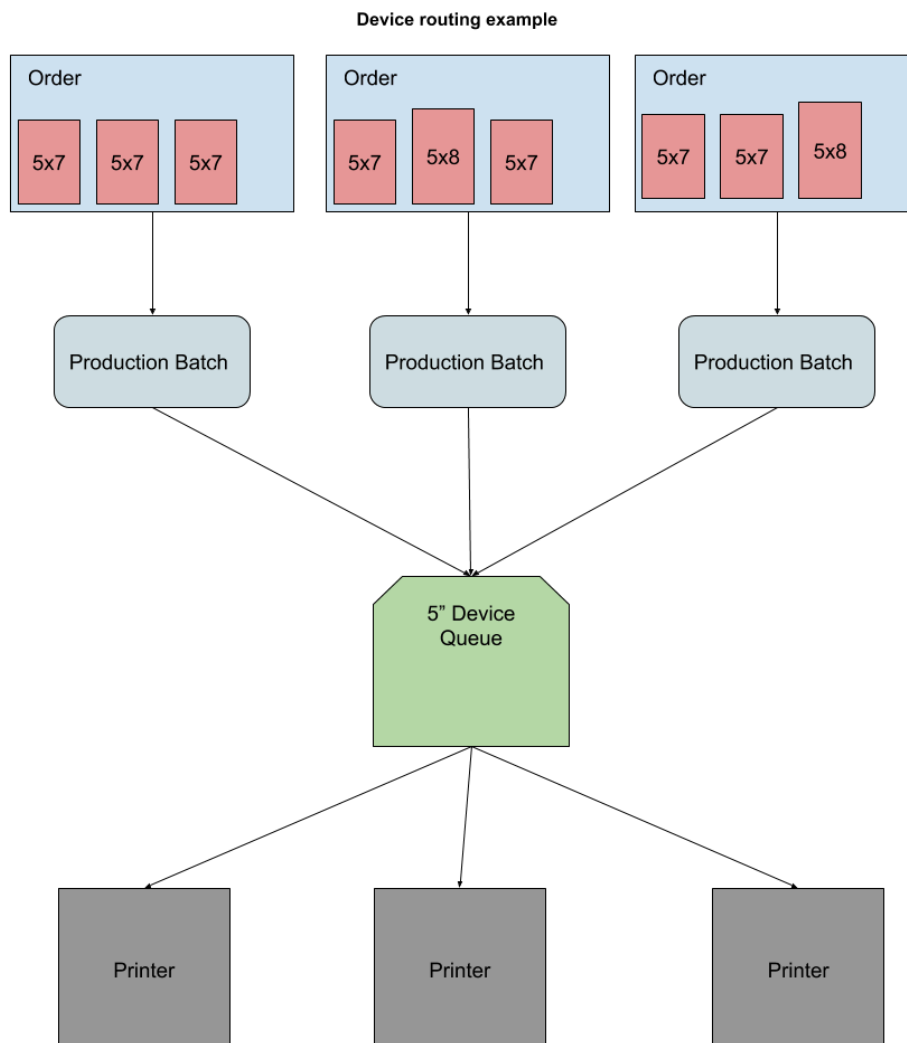 Device routing example
Order
Order
Order
5x7
5x7
5x7
5x7
5x8
5x7
5x7
5x7
5x8
Production Batch
Production Batch
Production Batch
5” Device
Queue
Printer
Printer
Printer